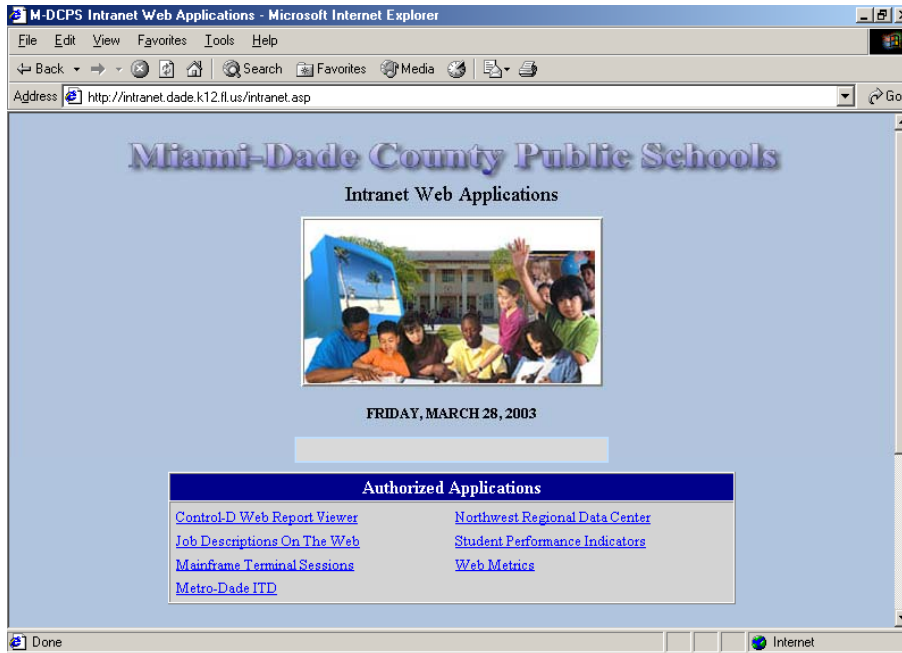 M-DCPS Intranet Web Applications - Microsoft Internet Explorer
File Edit View Favorites Tools Help
Back Search Favorites Media
Address http://intranet.dade.k12.fl.us/intranet.asp Go
Miami-Dade County Public Schools
Intranet Web Applications
FRIDAY, MARCH 28, 2003
Authorized Applications
Control-D Web Report Viewer Northwest Regional Data Center
Job Descriptions On The Web Student Performance Indicators
Mainframe Terminal Sessions Web Metrics
Metro-Dade ITD
Done Internet